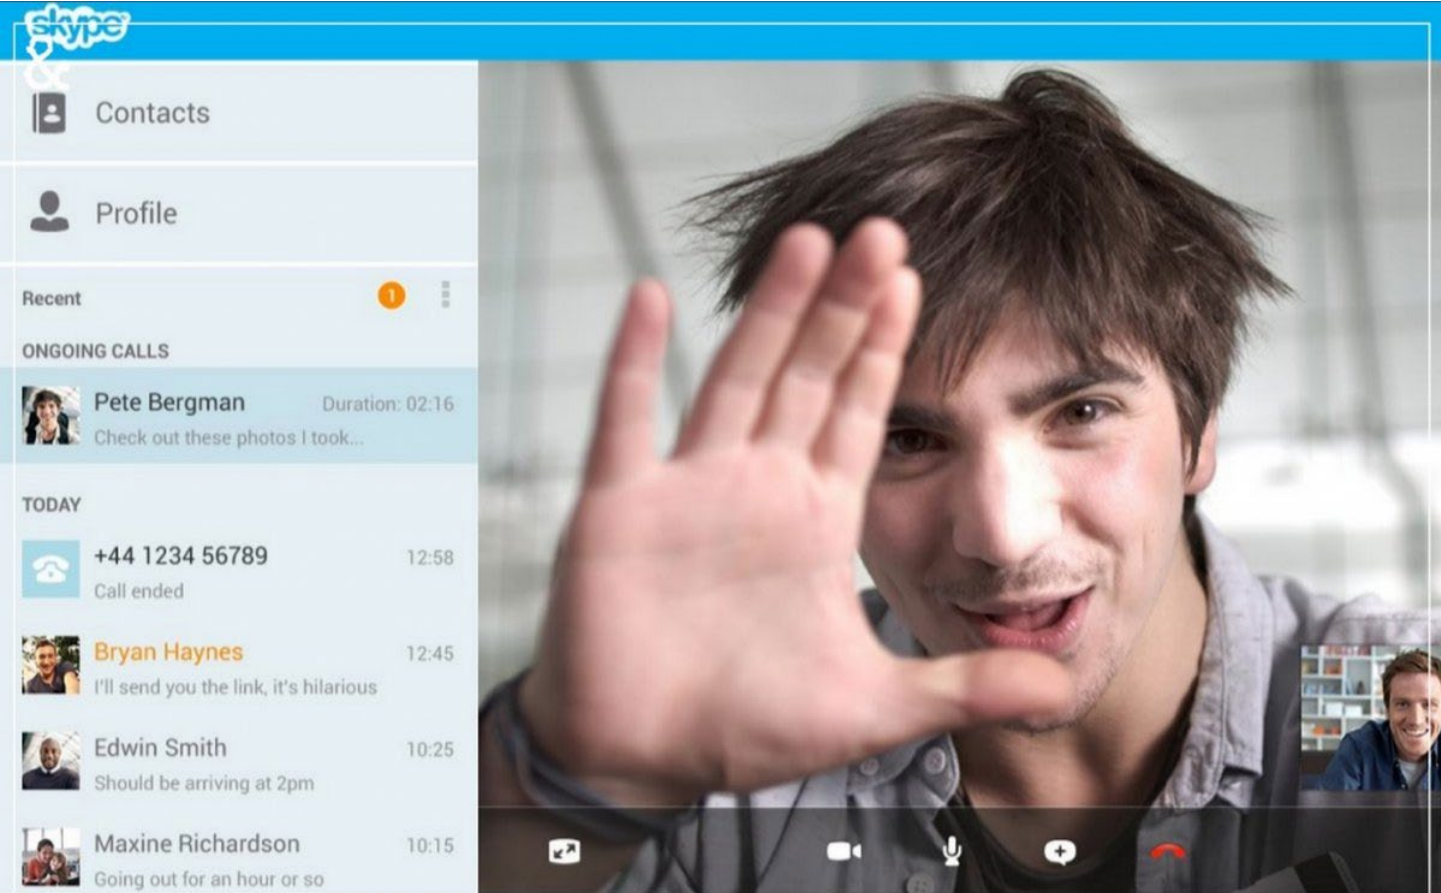 skype
&
Contacts
Profile
Recent 1
ONGOING CALLS
Pete Bergman Duration: 02:16
Check out these photos I took...
TODAY
+44 1234 56789 12:58
Call ended
Bryan Haynes 12:45
I'll send you the link, it's hilarious
Edwin Smith 10:25
Should be arriving at 2pm
Maxine Richardson 10:15
Going out for an hour or so